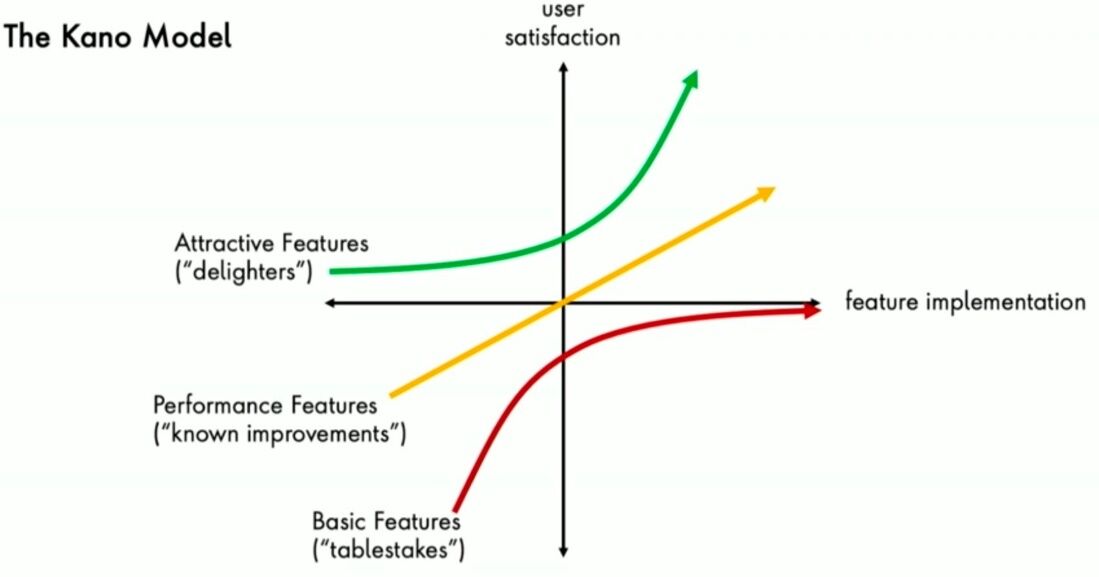 The Kano Model
user
satisfaction
Attractive Features
(“delighters”)
feature implementation
Performance Features
(“known improvements”)
Basic Features
(“tablestakes”)